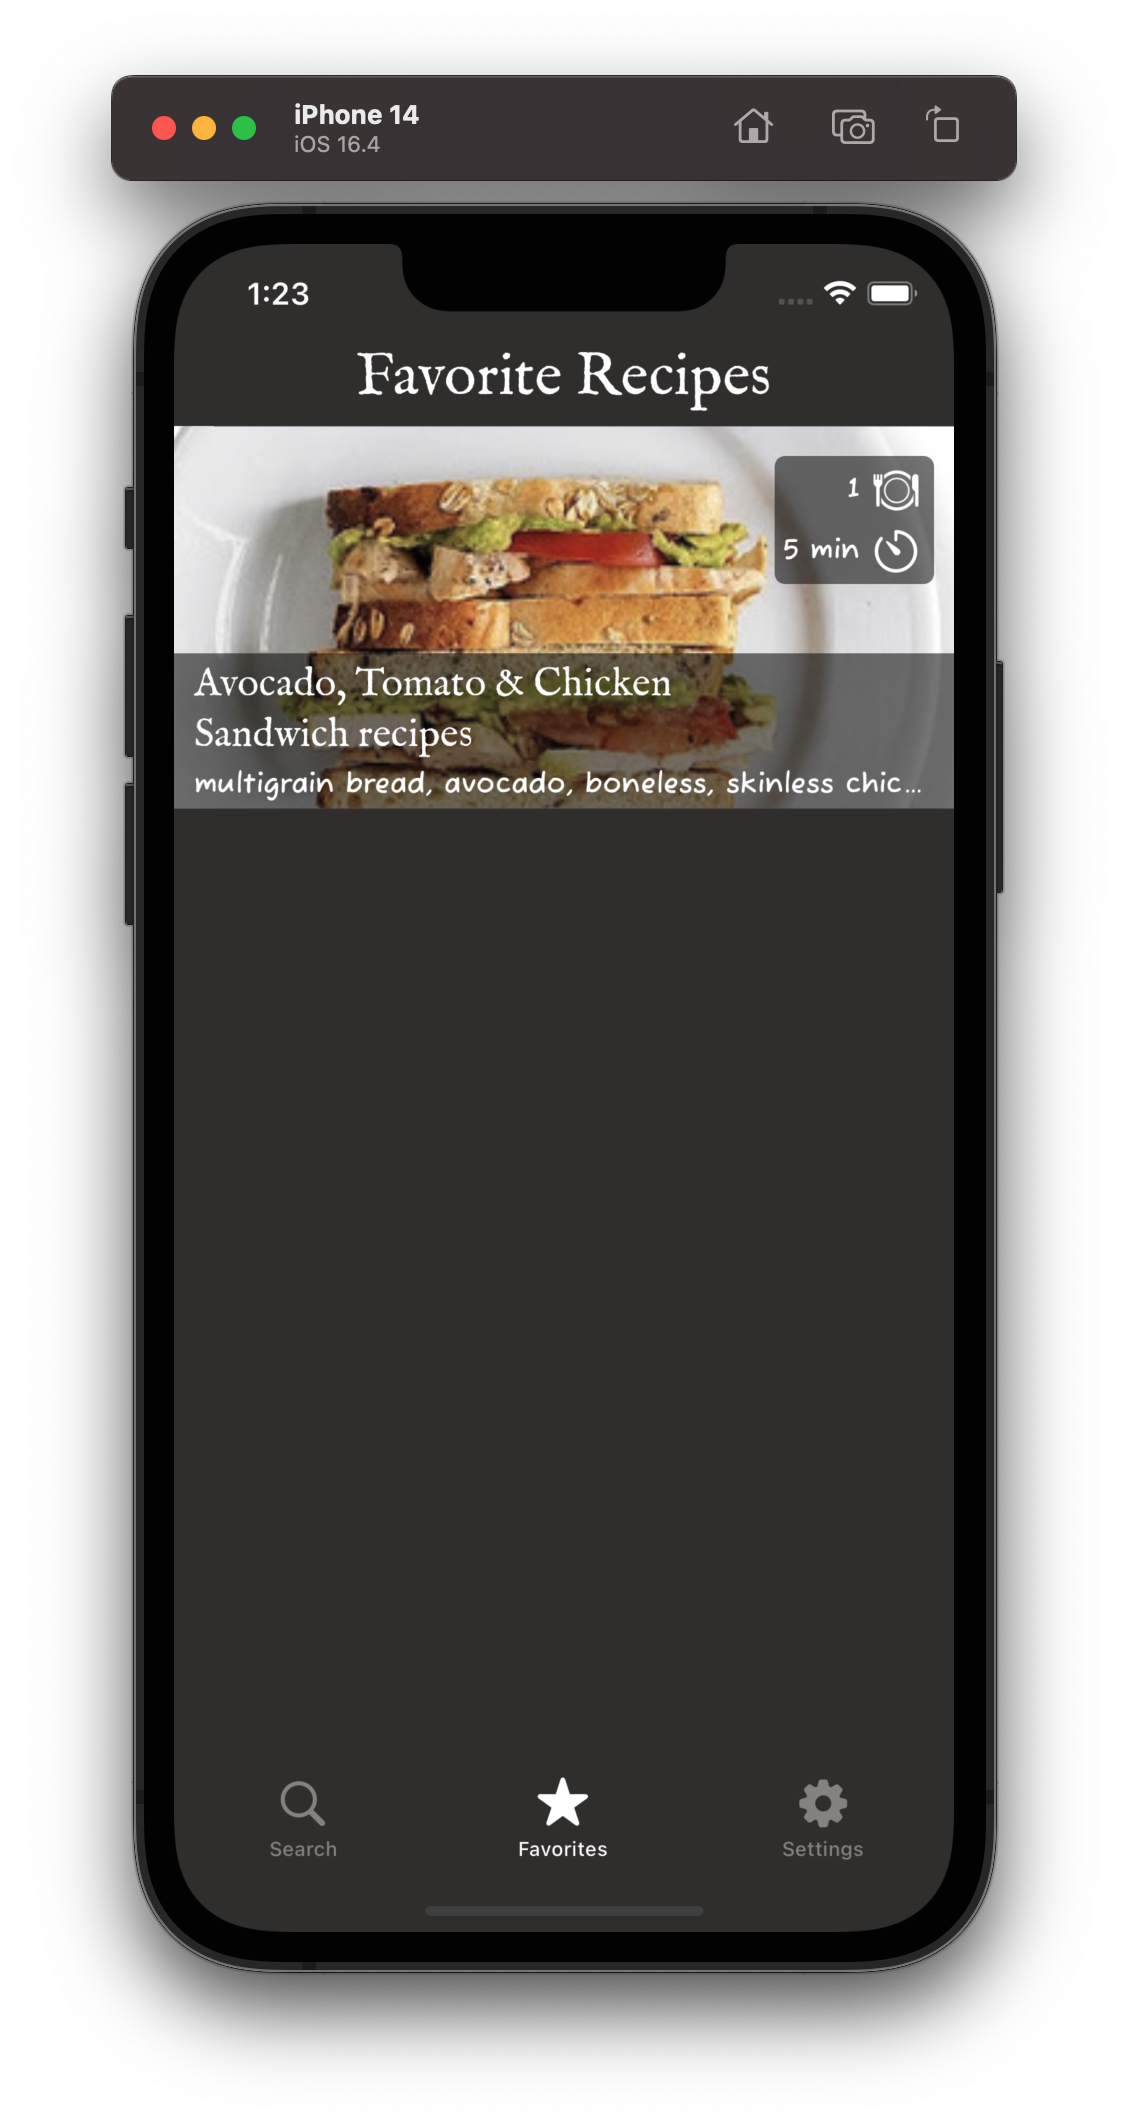 iPhone 14
iOS 16.4
1:23
Favorite Recipes
1
5 min
Avocado, Tomato & Chicken
Sandwich recipes
multigrain bread, avocado, boneless, skinless chic...
Search
Favorites
Settings